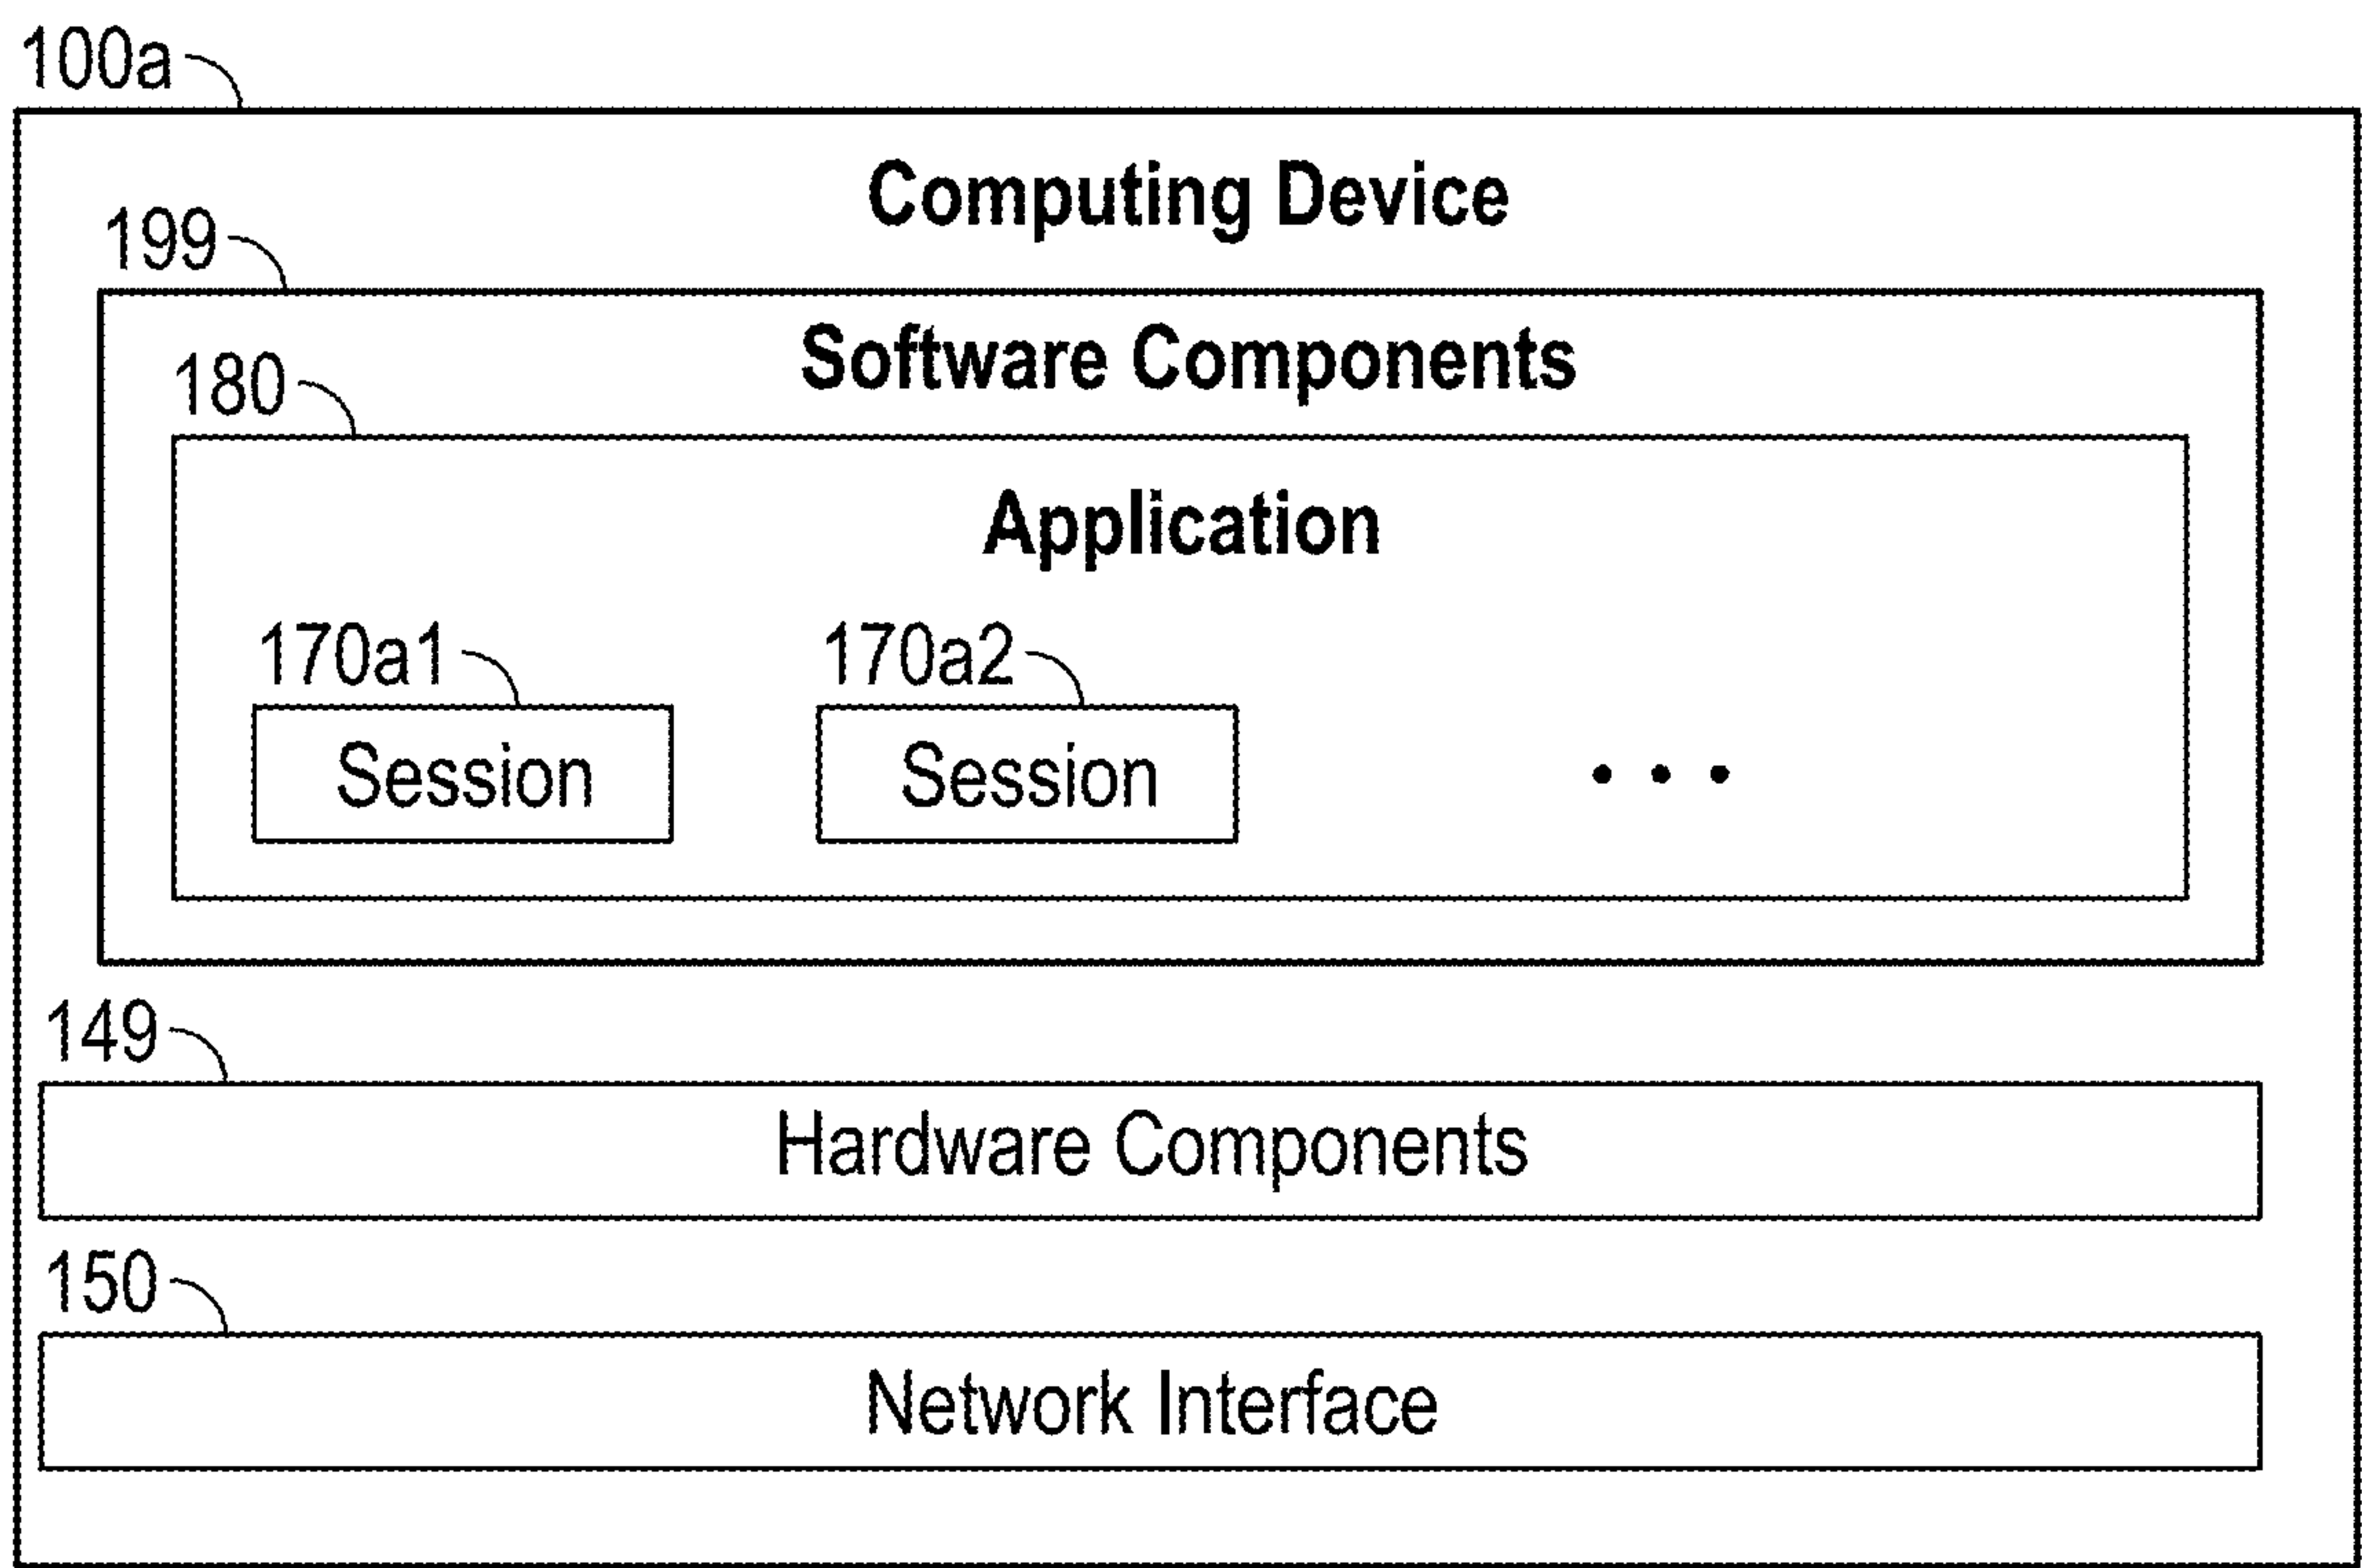 100a
Computing Device
199
Software Components
180
Application
170a1 170a2
Session Session
• • •
149
Hardware Components
150
Network Interface